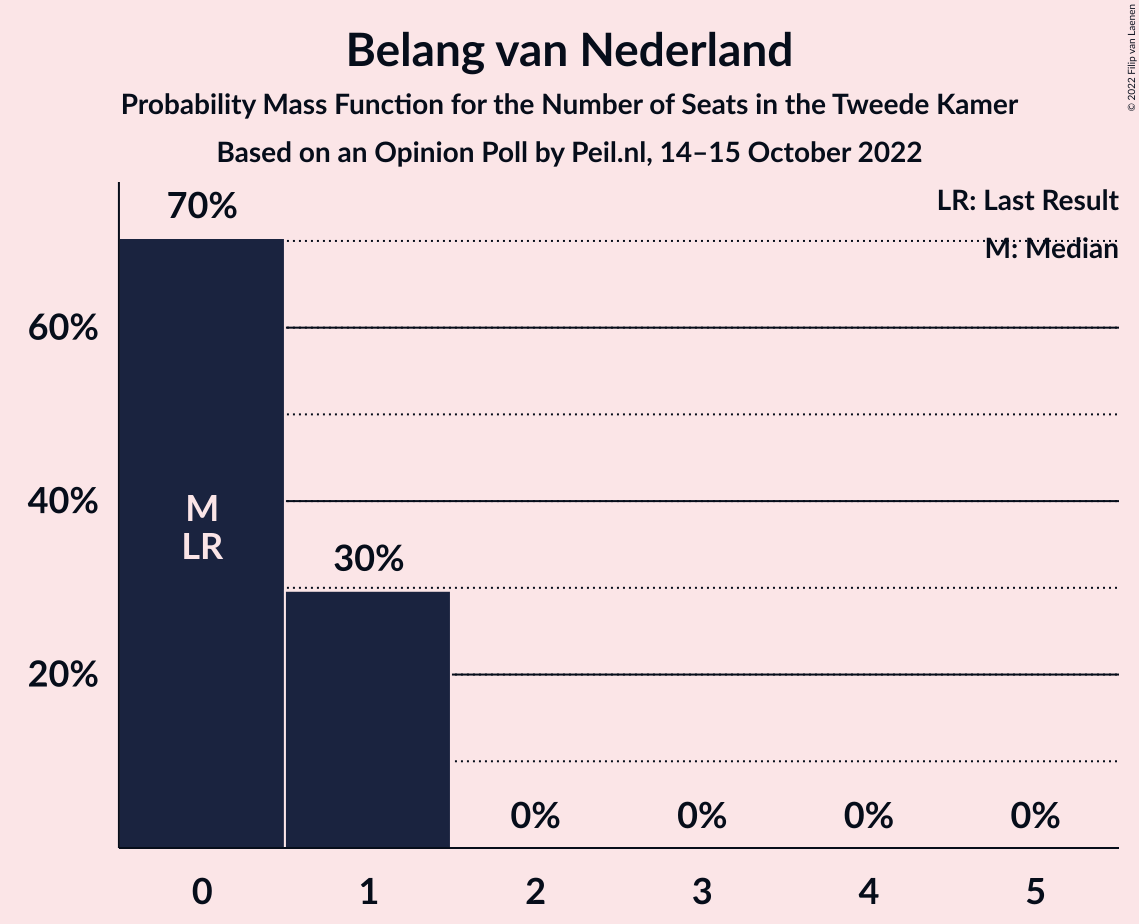 Belang van Nederland
Probability Mass Function for the Number of Seats in the Tweede Kamer
Based on an Opinion Poll by Peil.nl, 14–15 October 2022
© 2022 Filip van Laenen
LR: Last Result
M: Median
70%
60%
40%
20%
M
LR
30%
0%
0%
0%
0%
0
1
2
3
4
5